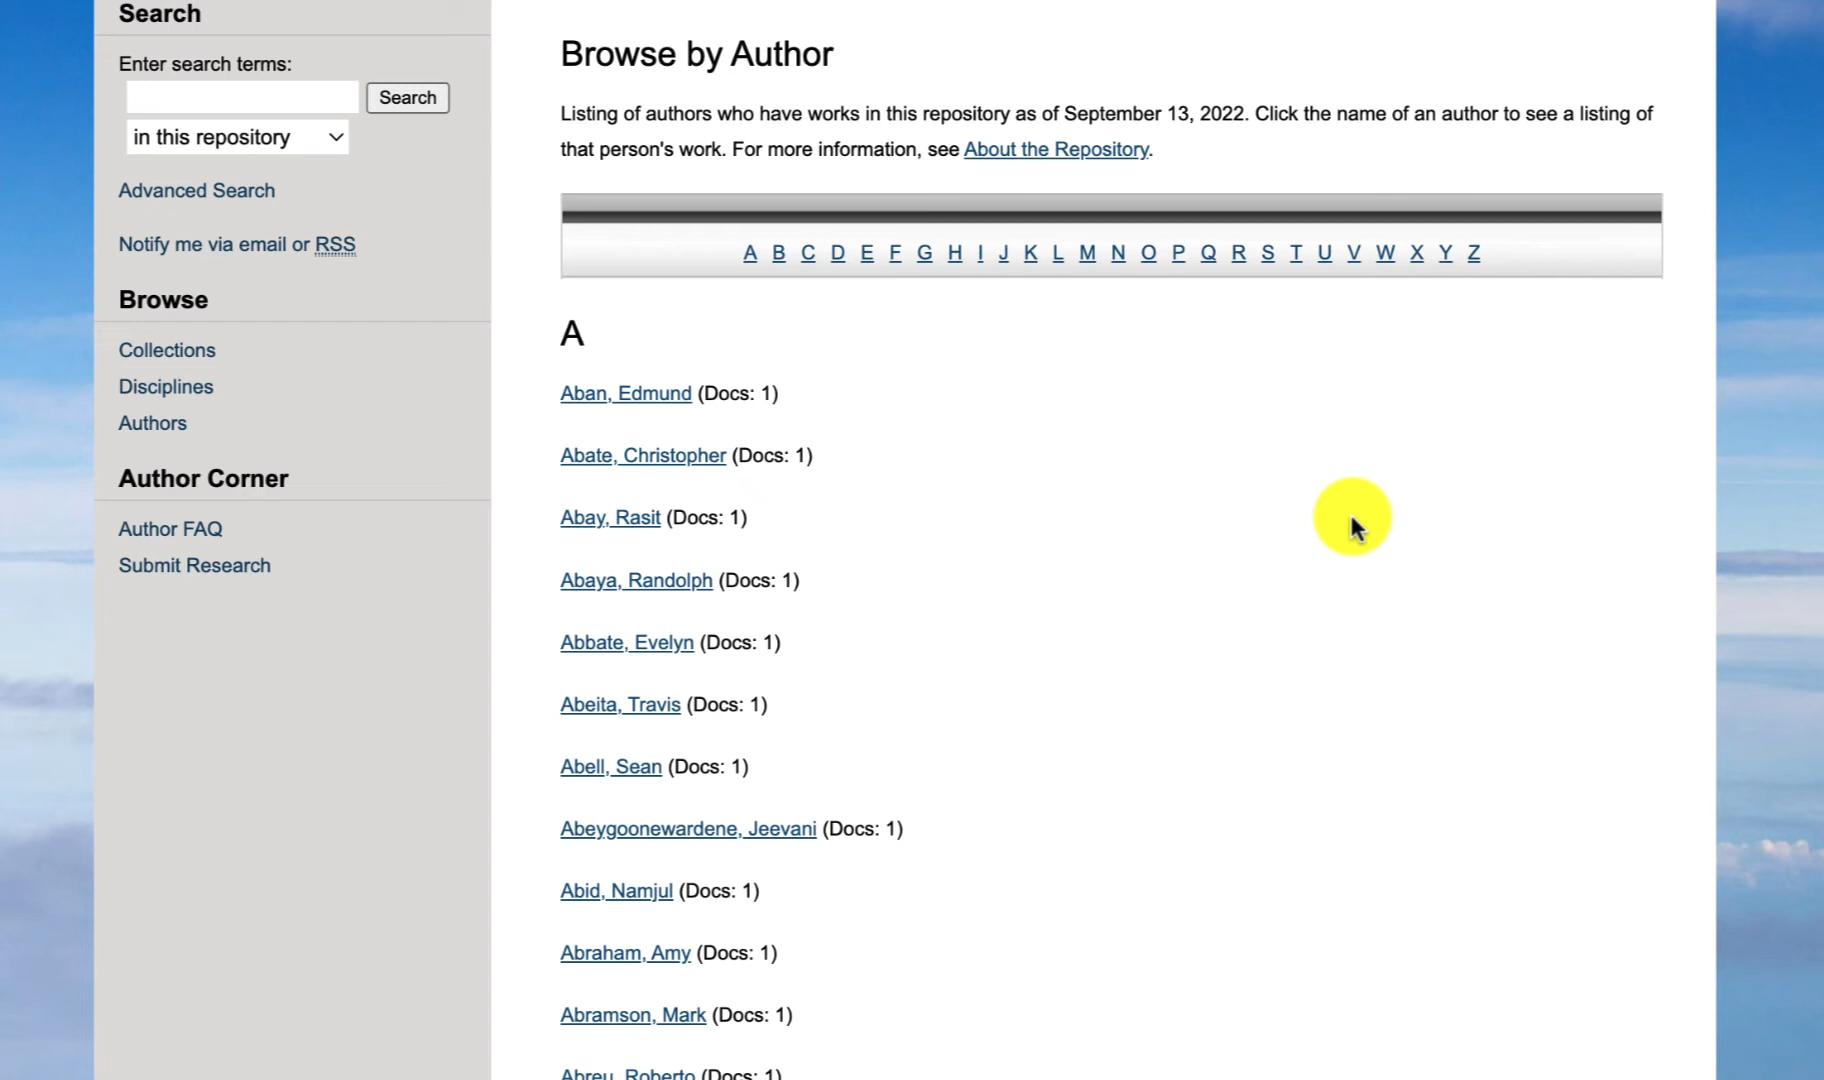 Search
Enter search terms:
Search
in this repository
Advanced Search
Notify me via email or RSS
Browse
Collections
Disciplines
Authors
Author Corner
Author FAQ
Submit Research
Browse by Author
Listing of authors who have works in this repository as of September 13, 2022. Click the name of an author to see a listing of
that person's work. For more information, see About the Repository.
A B C D E F G H I J K L M N O P Q R S T U V W X Y Z
A
Aban, Edmund (Docs: 1)
Abate, Christopher (Docs: 1)
Abay, Rasit (Docs: 1)
Abaya, Randolph (Docs: 1)
Abbate, Evelyn (Docs: 1)
Abeita, Travis (Docs: 1)
Abell, Sean (Docs: 1)
Abeygoonewardene, Jeevani (Docs: 1)
Abid, Namjul (Docs: 1)
Abraham, Amy (Docs: 1)
Abramson, Mark (Docs: 1)
Abreu, Roberto (Docs: 1)